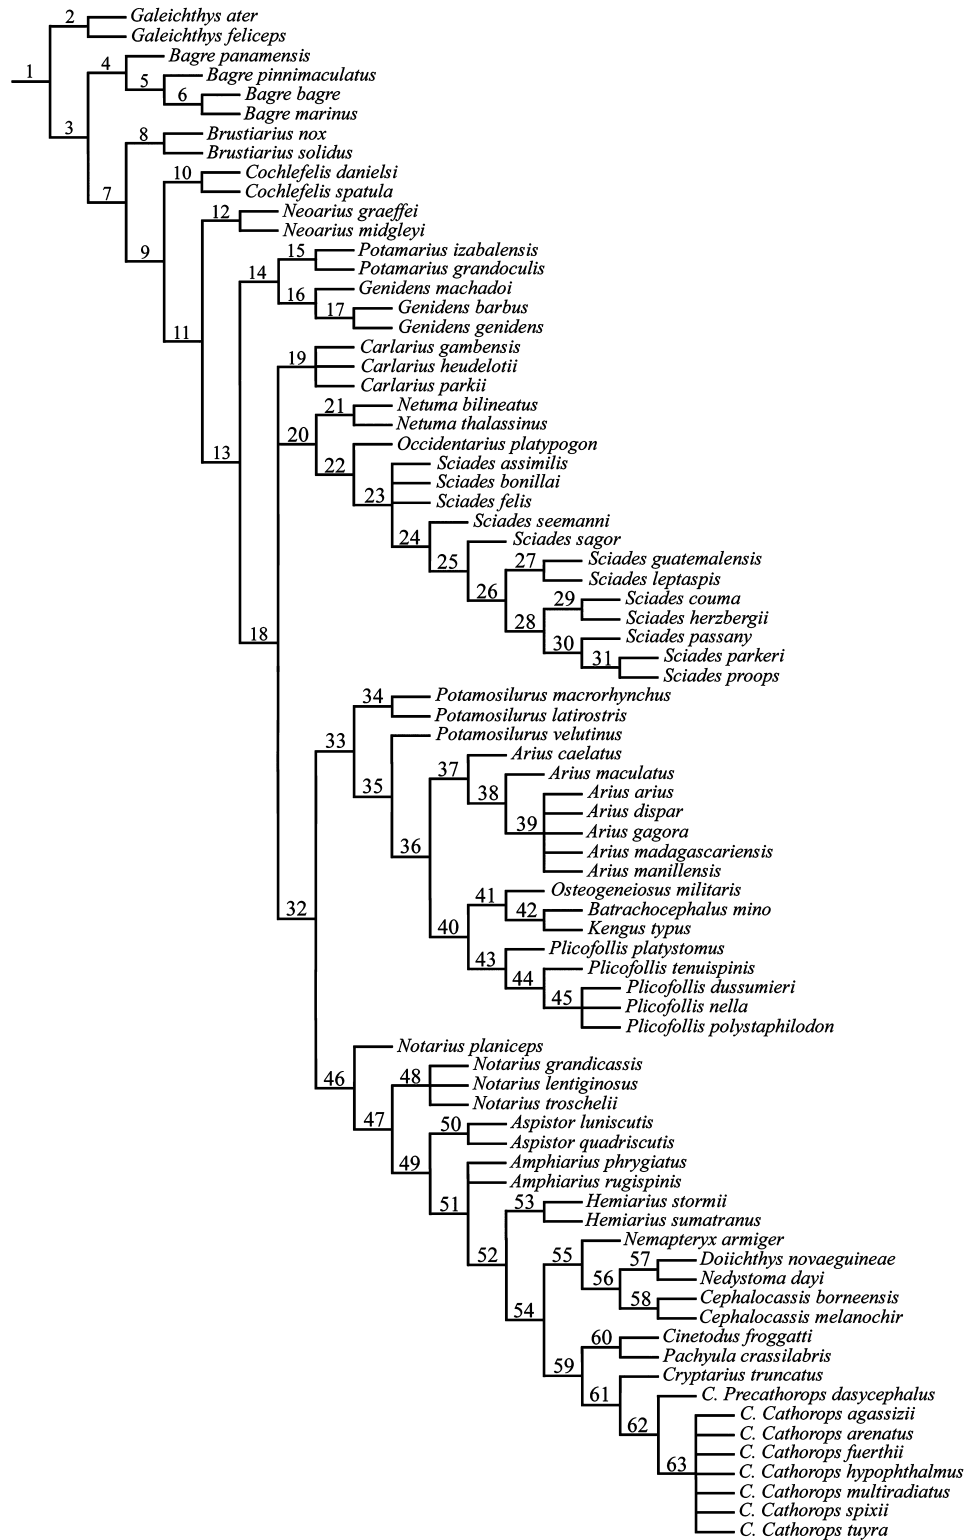 Galeichthys ater
2
Galeichthys feliceps
Bagre panamensis
1
4
Bagre pinnimaculatus
5
Bagre bagre
6
Bagre marinus
3
Brustiarius nox
8
Brustiarius solidus
Cochlefelis danielsi
10
Cochlefelis spatula
7
Neoarius graeffei
12
Neoarius midgleyi
9
Potamarius izabalensis
15
Potamarius grandoculis
14
Genidens machadoi
16
Genidens barbus
17
Genidens genidens
11
Carlarius gambensis
19
Carlarius heudelotii
Carlarius parkii
Netuma bilineatus
21
Netuma thalassinus
20
Occidentarius platypogon
13
22
Sciades assimilis
Sciades bonillai
23
Sciades felis
Sciades seemanni
24
Sciades sagor
25
27
Sciades guatemalensis
Sciades leptaspis
26
29
Sciades couma
Sciades herzbergii
28
18
Sciades passany
30
Sciades parkeri
31
Sciades proops
34
Potamosilurus macrorhynchus
Potamosilurus latirostris
33
Potamosilurus velutinus
Arius caelatus
37
Arius maculatus
35
38
Arius arius
Arius dispar
39
Arius gagora
36
Arius madagascariensis
Arius manillensis
41
Osteogeneiosus militaris
32
42
Batrachocephalus mino
40
Kengus typus
Plicofollis platystomus
43
Plicofollis tenuispinis
44
Plicofollis dussumieri
45
Plicofollis nella
Plicofollis polystaphilodon
Notarius planiceps
Notarius grandicassis
46
48
Notarius lentiginosus
Notarius troschelii
47
50
Aspistor luniscutis
Aspistor quadriscutis
49
Amphiarius phrygiatus
Amphiarius rugispinis
51
53
Hemiarius stormii
Hemiarius sumatranus
Nemapteryx armiger
52
55
57
Doiichthys novaeguineae
56
Nedystoma dayi
58
Cephalocassis borneensis
54
Cephalocassis melanochir
60
Cinetodus froggatti
Pachyula crassilabris
59
Cryptarius truncatus
61
C. Precathorops dasycephalus
C. Cathorops agassizii
62
C. Cathorops arenatus
C. Cathorops fuerthii
63
C. Cathorops hypophthalmus
C. Cathorops multiradiatus
C. Cathorops spixii
C. Cathorops tuyra